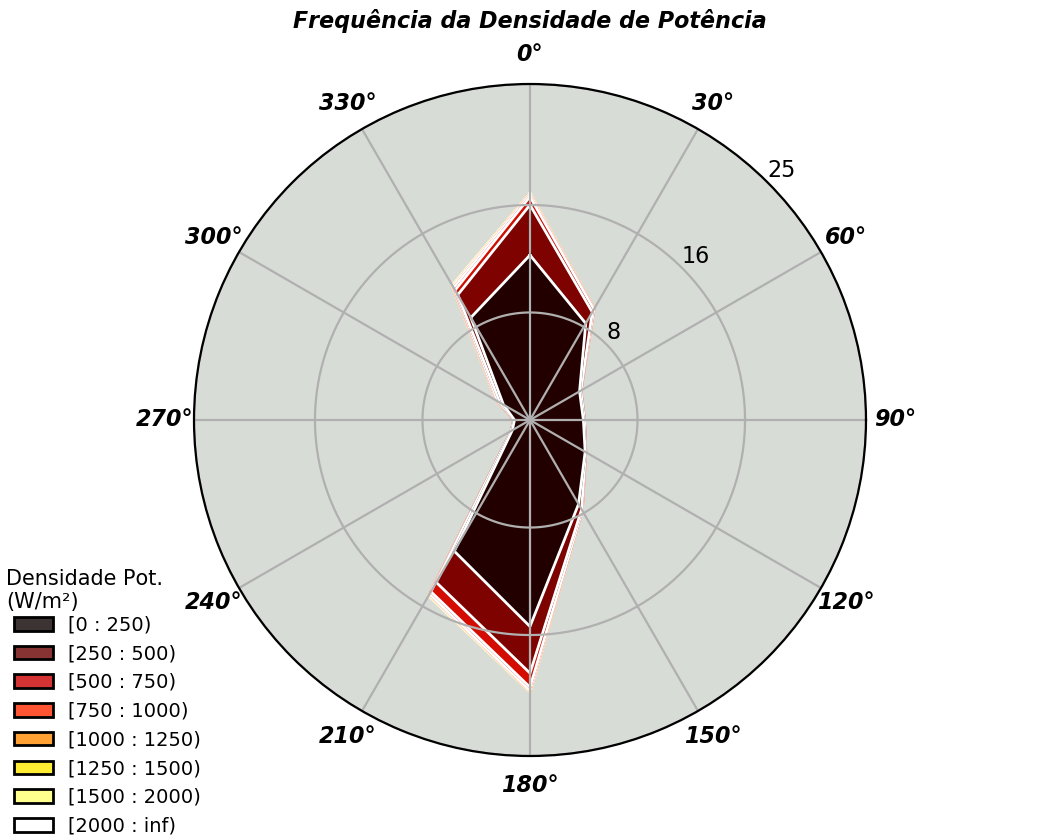 Frequência da Densidade de Potência
0°
330°
30°
25
300°
60°
16
8
270°
90°
240°
120°
210°
150°
180°
Densidade Pot.
(W/m²)
[0 : 250)
[250 : 500)
[500 : 750)
[750 : 1000)
[1000 : 1250)
[1250 : 1500)
[1500 : 2000)
[2000 : inf)